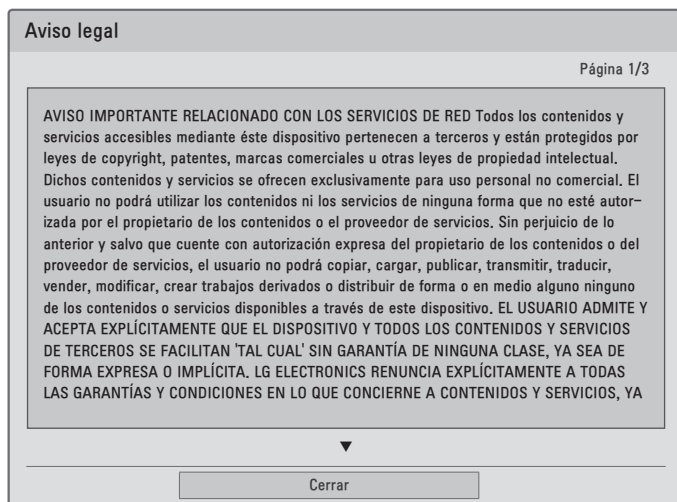 Aviso legal
Página 1/3
AVISO IMPORTANTE RELACIONADO CON LOS SERVICIOS DE RED Todos los contenidos y
servicios accesibles mediante éste dispositivo pertenecen a terceros y están protegidos por
leyes de copyright, patentes, marcas comerciales u otras leyes de propiedad intelectual.
Dichos contenidos y servicios se ofrecen exclusivamente para uso personal no comercial. El
usuario no podrá utilizar los contenidos ni los servicios de ninguna forma que no esté autor-
izada por el propietario de los contenidos o el proveedor de servicios. Sin perjuicio de lo
anterior y salvo que cuente con autorización expresa del propietario de los contenidos o del
proveedor de servicios, el usuario no podrá copiar, cargar, publicar, transmitir, traducir,
vender, modificar, crear trabajos derivados o distribuir de forma o en medio alguno ninguno
de los contenidos o servicios disponibles a través de este dispositivo. EL USUARIO ADMITE Y
ACEPTA EXPLÍCITAMENTE QUE EL DISPOSITIVO Y TODOS LOS CONTENIDOS Y SERVICIOS
DE TERCEROS SE FACILITAN 'TAL CUAL' SIN GARANTÍA DE NINGUNA CLASE, YA SEA DE
FORMA EXPRESA O IMPLÍCITA. LG ELECTRONICS RENUNCIA EXPLÍCITAMENTE A TODAS
LAS GARANTÍAS Y CONDICIONES EN LO QUE CONCIERNE A CONTENIDOS Y SERVICIOS, YA
▼
Cerrar